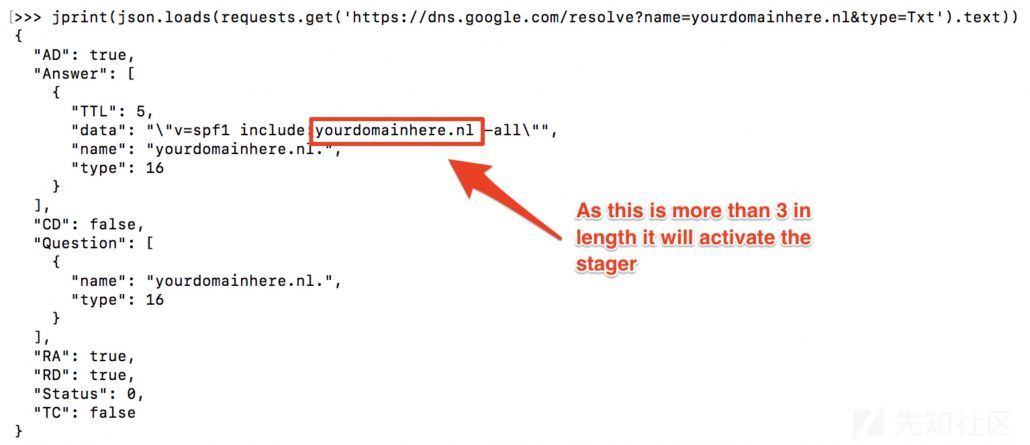 [>>> jprint(json.loads(requests.get('https://dns.google.com/resolve?name=yourdomainhere.nl&type=Txt').text))
{
  "AD": true,
  "Answer": [
    {
      "TTL": 5,
      "data": "\"v=spf1 include:yourdomainhere.nl -all\"",
      "name": "yourdomainhere.nl.",
      "type": 16
    }
  ],
  "CD": false,
  "Question": [
    {
      "name": "yourdomainhere.nl.",
      "type": 16
    }
  ],
  "RA": true,
  "RD": true,
  "Status": 0,
  "TC": false
}
As this is more than 3 in
length it will activate the
stager
先知社区